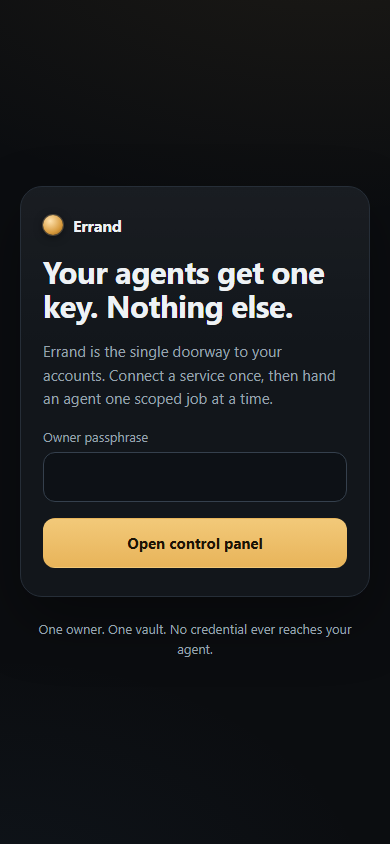 Errand
Your agents get one
key. Nothing else.
Errand is the single doorway to your
accounts. Connect a service once, then hand
an agent one scoped job at a time.
Owner passphrase
Open control panel
One owner. One vault. No credential ever reaches your
agent.